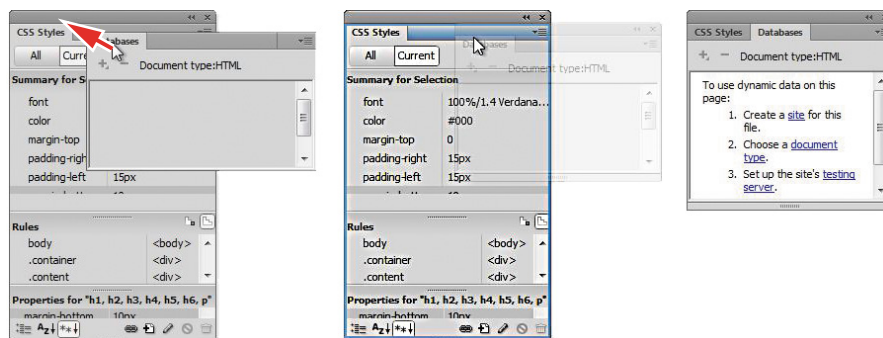 CSS Styles
Databases
All Current
Document type:HTML
Summary for S
font
color
margin-top
padding-righ
padding-left 15px
Rules
body <body>
.container <div>
.content <div>
Properties for "h1, h2, h3, h4, h5, h6, p"
margin-bottom 10px
CSS Styles
Databases
All Current
Document type:HTML
Summary for Selection
font 100%/1.4 Verdana...
color #000
margin-top 0
padding-right 15px
padding-left 15px
Rules
body <body>
.container <div>
.content <div>
Properties for "h1, h2, h3, h4, h5, h6, p"
margin-bottom 10px
CSS Styles Databases
Document type:HTML
To use dynamic data on this
page:
1. Create a site for this
file.
2. Choose a document
type.
3. Set up the site's testing
server.